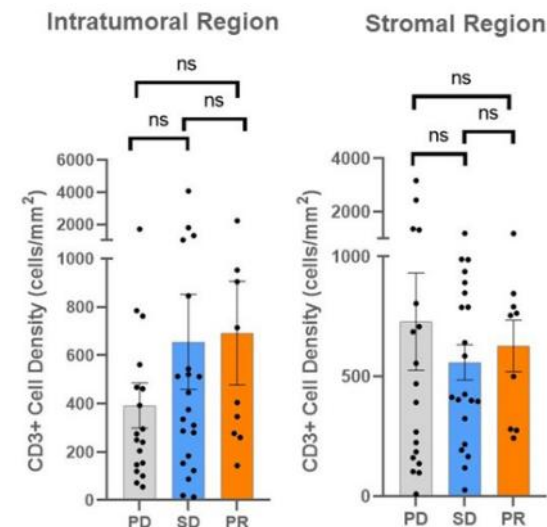 Intratumoral Region
ns
ns
ns
CD3+ Cell Density (cells/mm²)
6000
4000
2000
1000
800
600
400
200
0
PD SD PR
Stromal Region
ns
ns
ns
CD3+ Cell Density (cells/mm²)
4000
2000
1000
500
0
PD SD PR